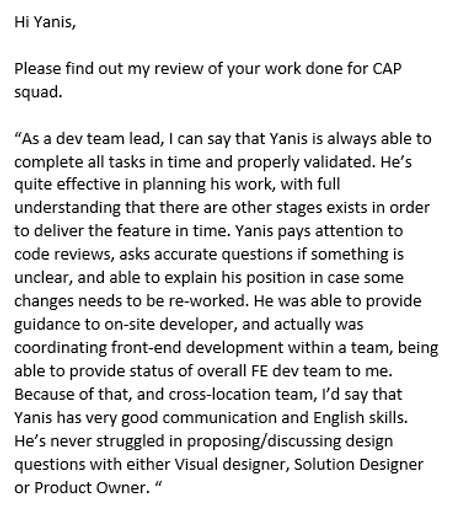 Hi Yanis,
Please find out my review of your work done for CAP
squad.
“As a dev team lead, I can say that Yanis is always able to
complete all tasks in time and properly validated. He’s
quite effective in planning his work, with full
understanding that there are other stages exists in order
to deliver the feature in time. Yanis pays attention to
code reviews, asks accurate questions if something is
unclear, and able to explain his position in case some
changes needs to be re-worked. He was able to provide
guidance to on-site developer, and actually was
coordinating front-end development within a team, being
able to provide status of overall FE dev team to me.
Because of that, and cross-location team, I’d say that
Yanis has very good communication and English skills.
He’s never struggled in proposing/discussing design
questions with either Visual designer, Solution Designer
or Product Owner. “